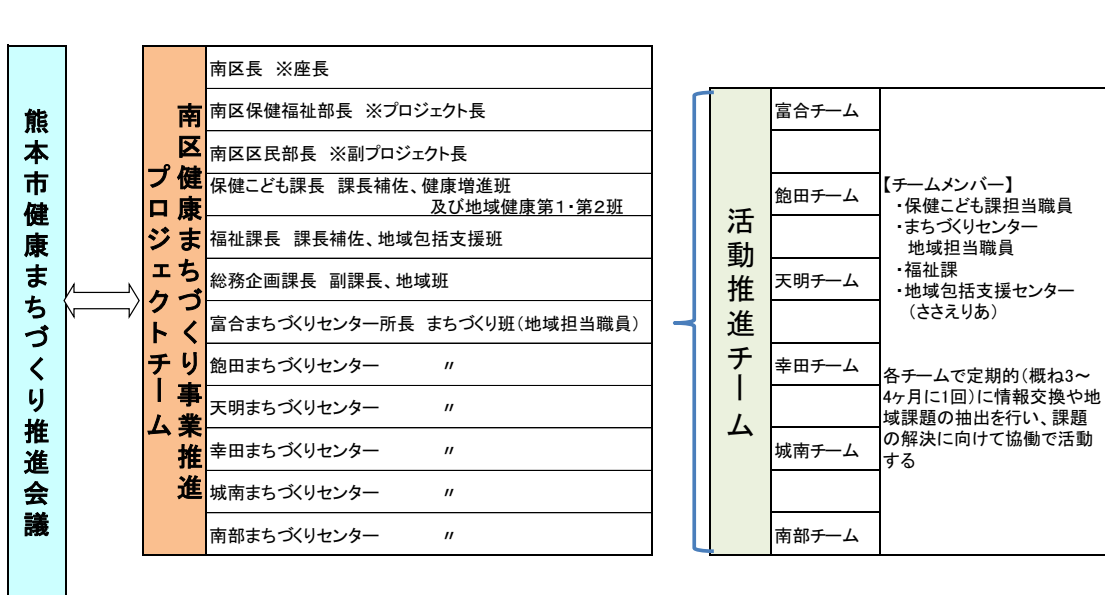 熊本市健康まちづくり推進会議
南区健康まちづくり事業推進
プロジェクトチーム
南区長 ※座長
南区保健福祉部長 ※プロジェクト長
南区区民部長 ※副プロジェクト長
保健こども課長 課長補佐、健康増進班
及び地域健康第1・第2班
福祉課長 課長補佐、地域包括支援班
総務企画課長 副課長、地域班
富合まちづくりセンター所長 まちづくり班(地域担当職員)
飽田まちづくりセンター 〃
天明まちづくりセンター 〃
幸田まちづくりセンター 〃
城南まちづくりセンター 〃
南部まちづくりセンター 〃
活動推進チーム
富合チーム
飽田チーム
天明チーム
幸田チーム
城南チーム
南部チーム
【チームメンバー】
・保健こども課担当職員
・まちづくりセンター
地域担当職員
・福祉課
・地域包括支援センター
(ささえりあ)
各チームで定期的(概ね3~
4ヶ月に1回)に情報交換や地
域課題の抽出を行い、課題
の解決に向けて協働で活動
する